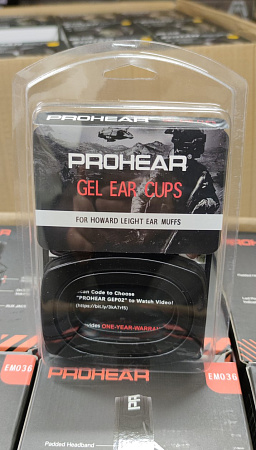 PROHEAR
PROHEAR®
GEL EAR CUPS
FOR HOWARD LEIGHT EAR MUFFS
Code to Choose
"PROHEAR GEP02" to Watch Video!
ONE-YEAR-WARRA
PROHEAR
EM036
EM036
Padded Headband